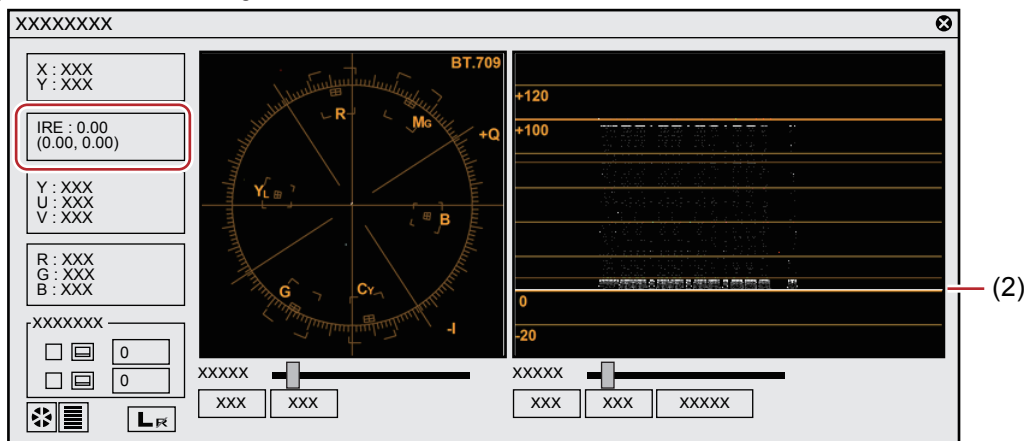 XXXXXXXX
X : XXX
Y : XXX
IRE : 0.00
(0.00, 0.00)
Y : XXX
U : XXX
V : XXX
R : XXX
G : XXX
B : XXX
XXXXXXX
0
0
L R
BT.709
R
MG
+Q
YL
B
G
CY
-I
XXXXX
XXX XXX
+120
+100
0
-20
XXXXX
XXX XXX XXXXX
(2)